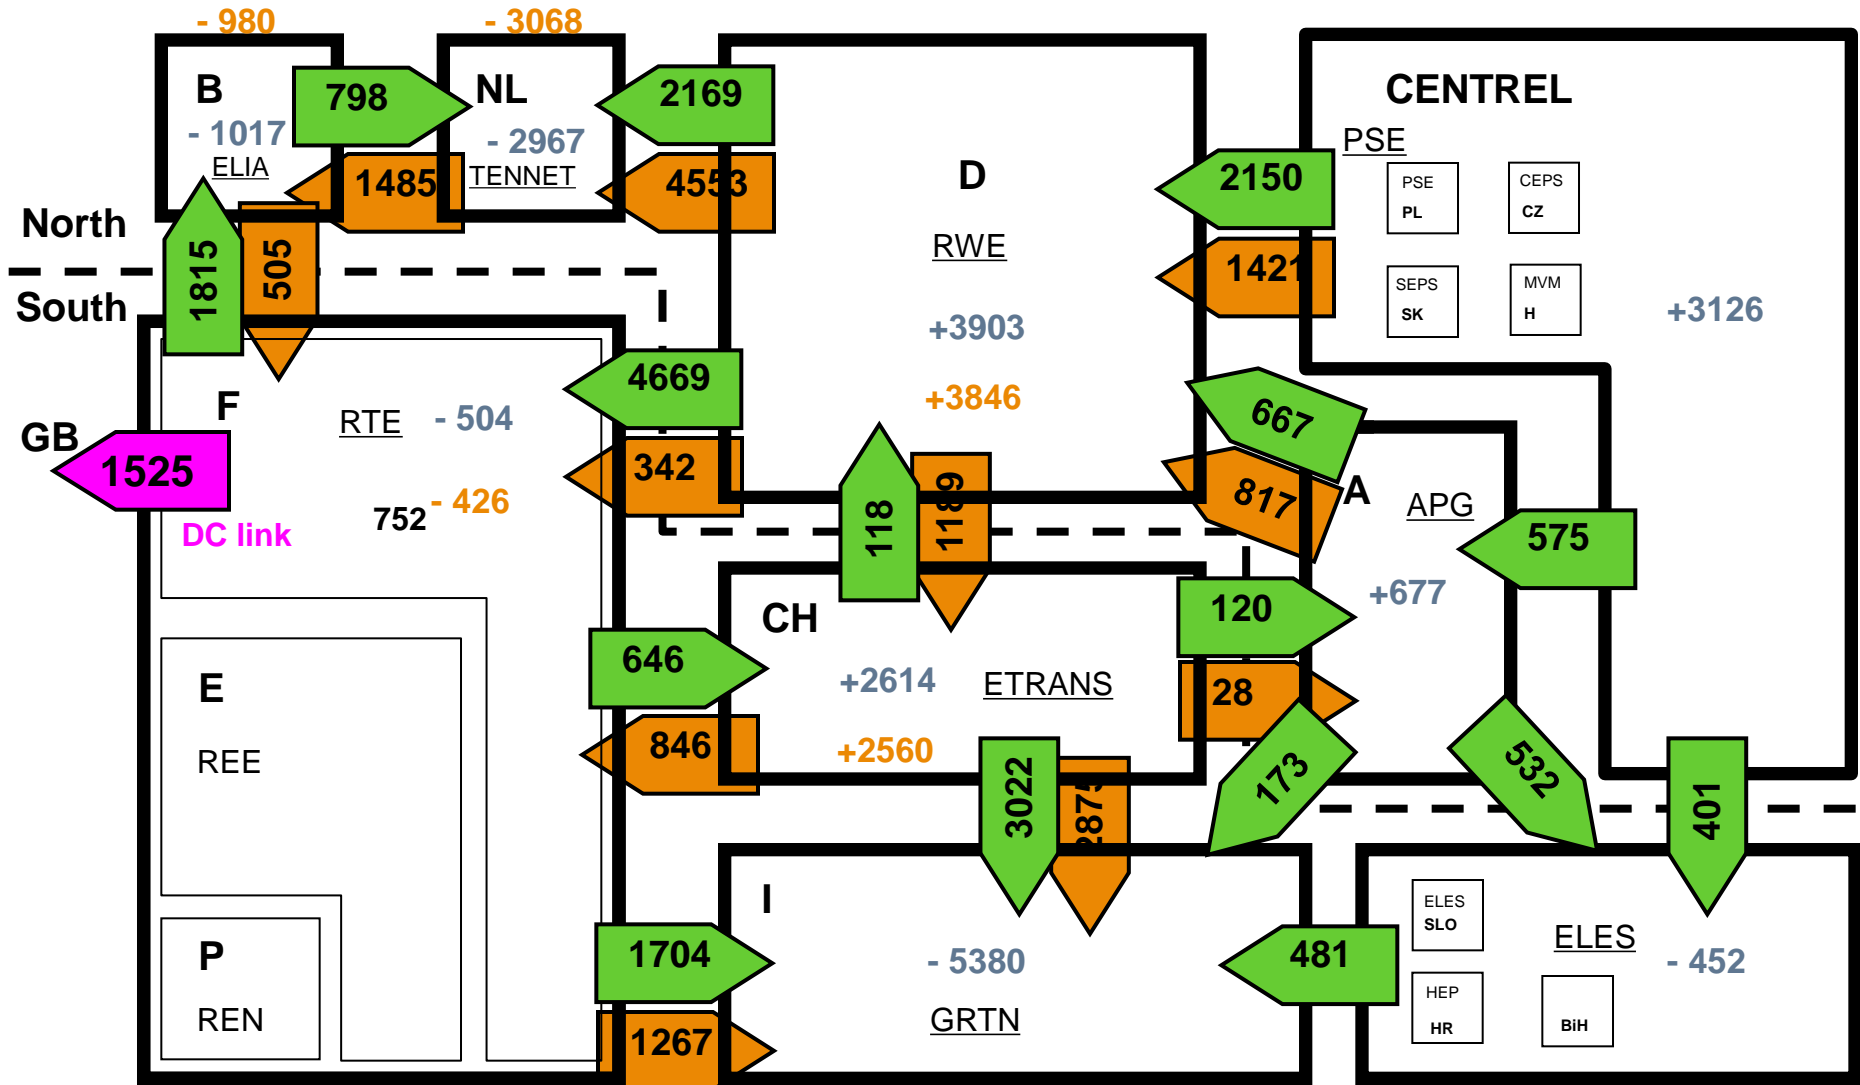 - 980
- 3068
B
798
NL
2169
CENTREL
- 1017
- 2967
PSE
ELIA
1485
TENNET
4553
D
2150
PSE
PL
CEPS
CZ
North
505
RWE
1421
1815
South
SEPS
SK
MVM
H
+3126
+3903
4669
+3846
F
RTE
- 504
667
GB
1525
342
1189
817
A
APG
752
- 426
118
575
DC link
+677
CH
120
646
E
+2614
ETRANS
28
846
+2560
REE
3022
2875
173
532
401
I
ELES
SLO
ELES
P
1704
- 5380
481
- 452
REN
GRTN
HEP
HR
BiH
1267